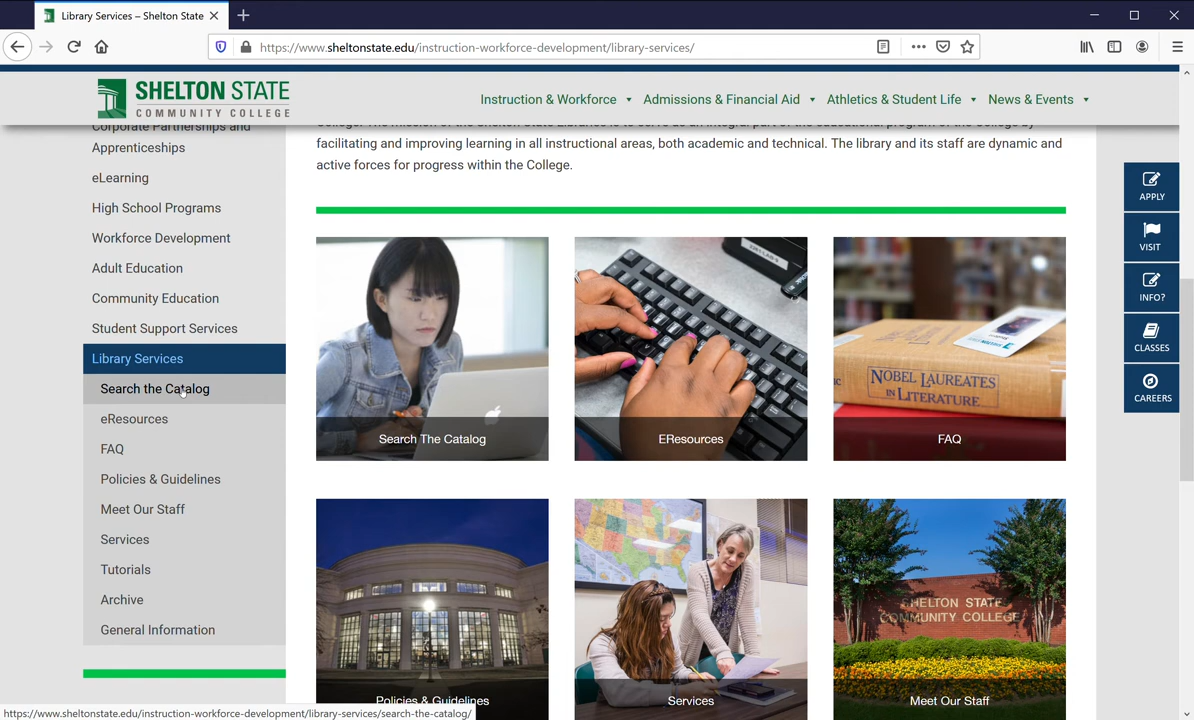 Library Services – Shelton State
https://www.sheltonstate.edu/instruction-workforce-development/library-services/
SHELTON STATE
COMMUNITY COLLEGE
Instruction & Workforce
Admissions & Financial Aid
Athletics & Student Life
News & Events
Corporate Partnerships and
Apprenticeships
eLearning
High School Programs
Workforce Development
Adult Education
Community Education
Student Support Services
Library Services
Search the Catalog
eResources
FAQ
Policies & Guidelines
Meet Our Staff
Services
Tutorials
Archive
General Information
facilitating and improving learning in all instructional areas, both academic and technical. The library and its staff are dynamic and
active forces for progress within the College.
Search The Catalog
EResources
NOBEL LAUREATES
IN LITERATURE
FAQ
Policies & Guidelines
Services
SHELTON STATE
COMMUNITY COLLEGE
Meet Our Staff
APPLY
VISIT
INFO?
CLASSES
CAREERS
https://www.sheltonstate.edu/instruction-workforce-development/library-services/search-the-catalog/